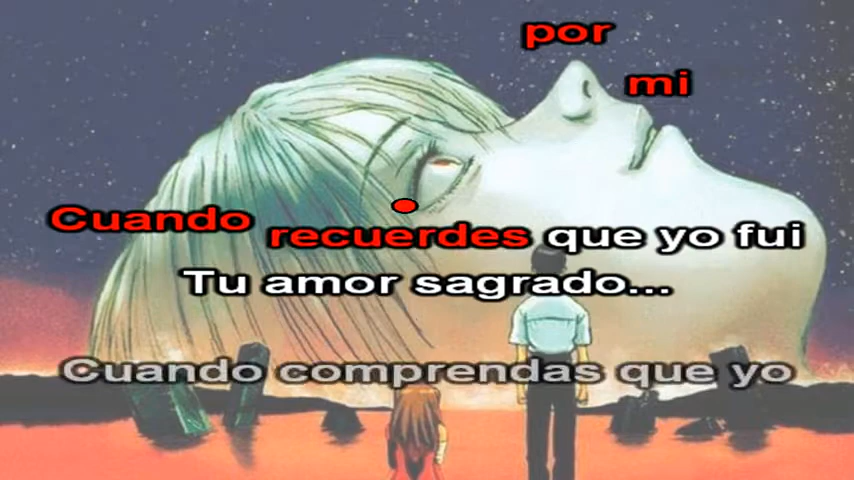 por
mi
Cuando recuerdes que yo fui
Tu amor sagrado...
Cuando comprendas que yo